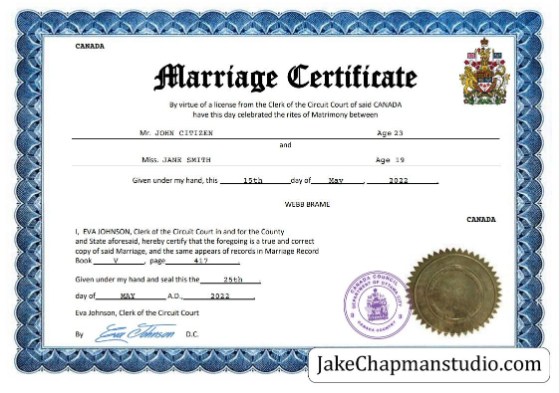 CANADA
Marriage Certificate
By virtue of a license from the Clerk of the Circuit Court of said CANADA
have this day celebrated the rites of Matrimony between
Mr. JOHN CITIZEN Age 23
and
Miss. JANE SMITH Age 19
Given under my hand, this 15th day of May, 2022
WEBB BRAME
CANADA
I, EVA JOHNSON, Clerk of the Circuit Court in and for the County
and State aforesaid, hereby certify that the foregoing is a true and correct
copy of said Marriage, and the same appears of records in Marriage Record
Book V, page 417
Given under my hand and seal this the 25th
day of MAY A.D., 2022
Eva Johnson, Clerk of the Circuit Court
By Eva Johnson D.C.
CANADA COUNCIL
CANADA COUNTRY
JakeChapmanstudio.com